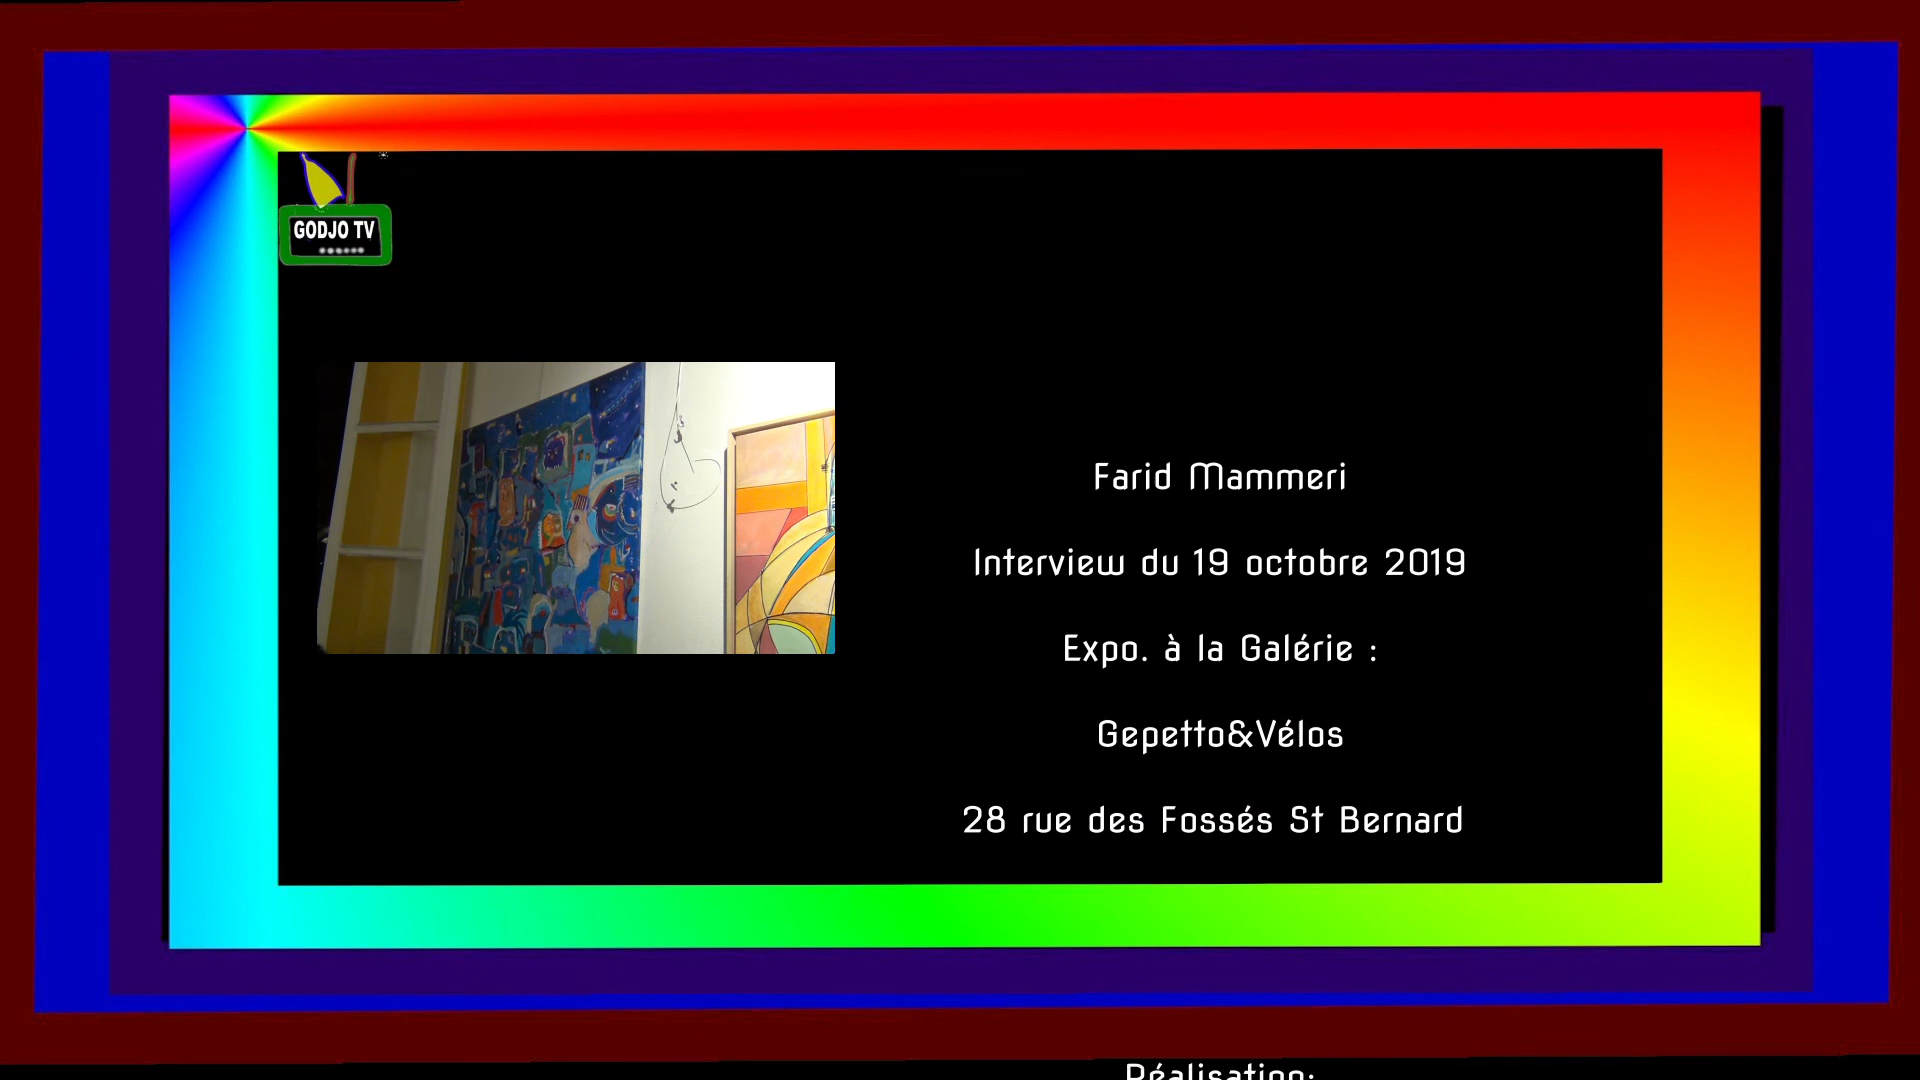 GODJO TV
Farid Mammeri
Interview du 19 octobre 2019
Expo. à la Galérie :
Gepetto&Vélos
28 rue des Fossés St Bernard
Réalisation: